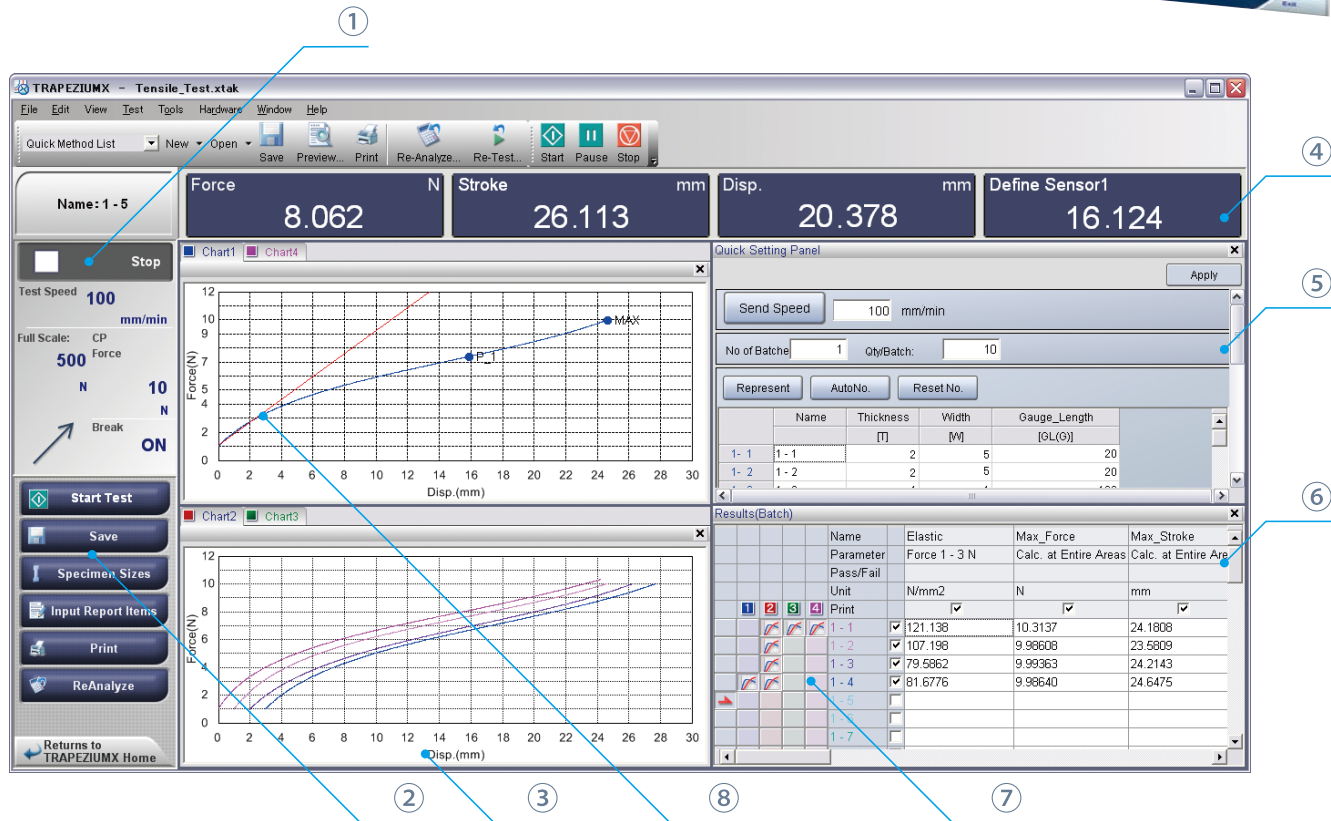 Exit
①
TRAPEZIUMX - Tensile_Test.xtak
File Edit View Test Tools Hardware Window Help
Quick Method List New Open Save Preview... Print Re-Analyze... Re-Test... Start Pause Stop
④
Name: 1 - 5
Force N
8.062
Stroke mm
26.113
Disp. mm
20.378
Define Sensor1
16.124
Stop
Test Speed 100
mm/min
Full Scale: CP
500 Force
N 10
N
Break
ON
Start Test
Save
Specimen Sizes
Input Report Items
Print
ReAnalyze
Returns to
TRAPEZIUMX Home
Chart1 Chart4
12
10
9
7
5
4
2
0
Force(N)
MAX
P_1
0 2 4 6 8 10 12 14 16 18 20 22 24 26 28 30
Disp.(mm)
Chart2 Chart3
12
10
8
6
4
2
0
Force(N)
0 2 4 6 8 10 12 14 16 18 20 22 24 26 28 30
Disp.(mm)
Quick Setting Panel
Apply
⑤
Send Speed 100 mm/min
No of Batche 1 Qty/Batch: 10
Represent AutoNo. Reset No.
Name Thickness Width Gauge_Length
[T] [W] [GL(G)]
1- 1 1 - 1 2 5 20
1- 2 1 - 2 2 5 20
⑥
Results(Batch)
Name Elastic Max_Force Max_Stroke
Parameter Force 1 - 3 N Calc. at Entire Areas Calc. at Entire Are
Pass/Fail
Unit N/mm2 N mm
1 2 3 4 Print
1 - 1 121.138 10.3137 24.1808
1 - 2 107.198 9.98608 23.5809
1 - 3 79.5862 9.99363 24.2143
1 - 4 81.6776 9.98640 24.6475
1 - 5
1 - 6
1 - 7
② ③ ⑧ ⑦